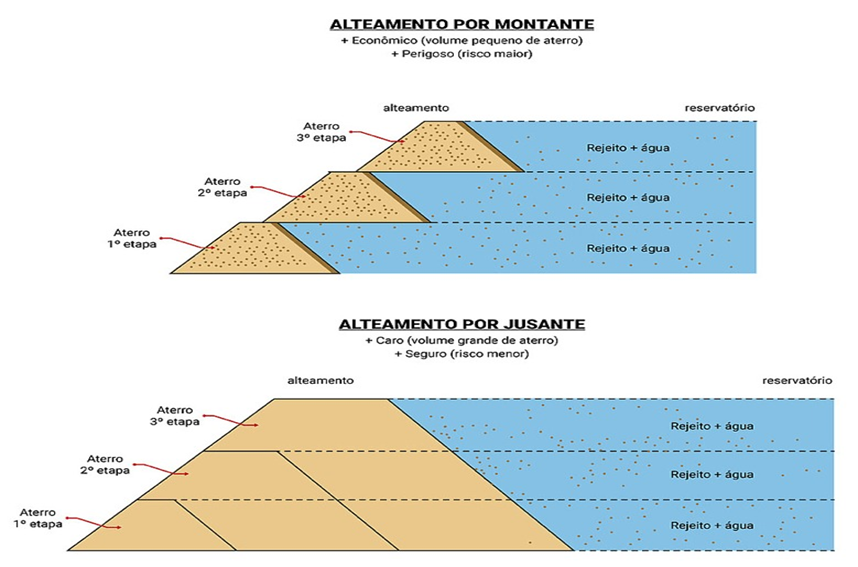 ALTEAMENTO POR MONTANTE
+ Econômico (volume pequeno de aterro)
+ Perigoso (risco maior)
alteamento
reservatório
Aterro
3º etapa
Rejeito + água
Aterro
2º etapa
Rejeito + água
Aterro
1º etapa
Rejeito + água
ALTEAMENTO POR JUSANTE
+ Caro (volume grande de aterro)
+ Seguro (risco menor)
alteamento
reservatório
Aterro
3º etapa
Rejeito + água
Aterro
2º etapa
Rejeito + água
Aterro
1º etapa
Rejeito + água